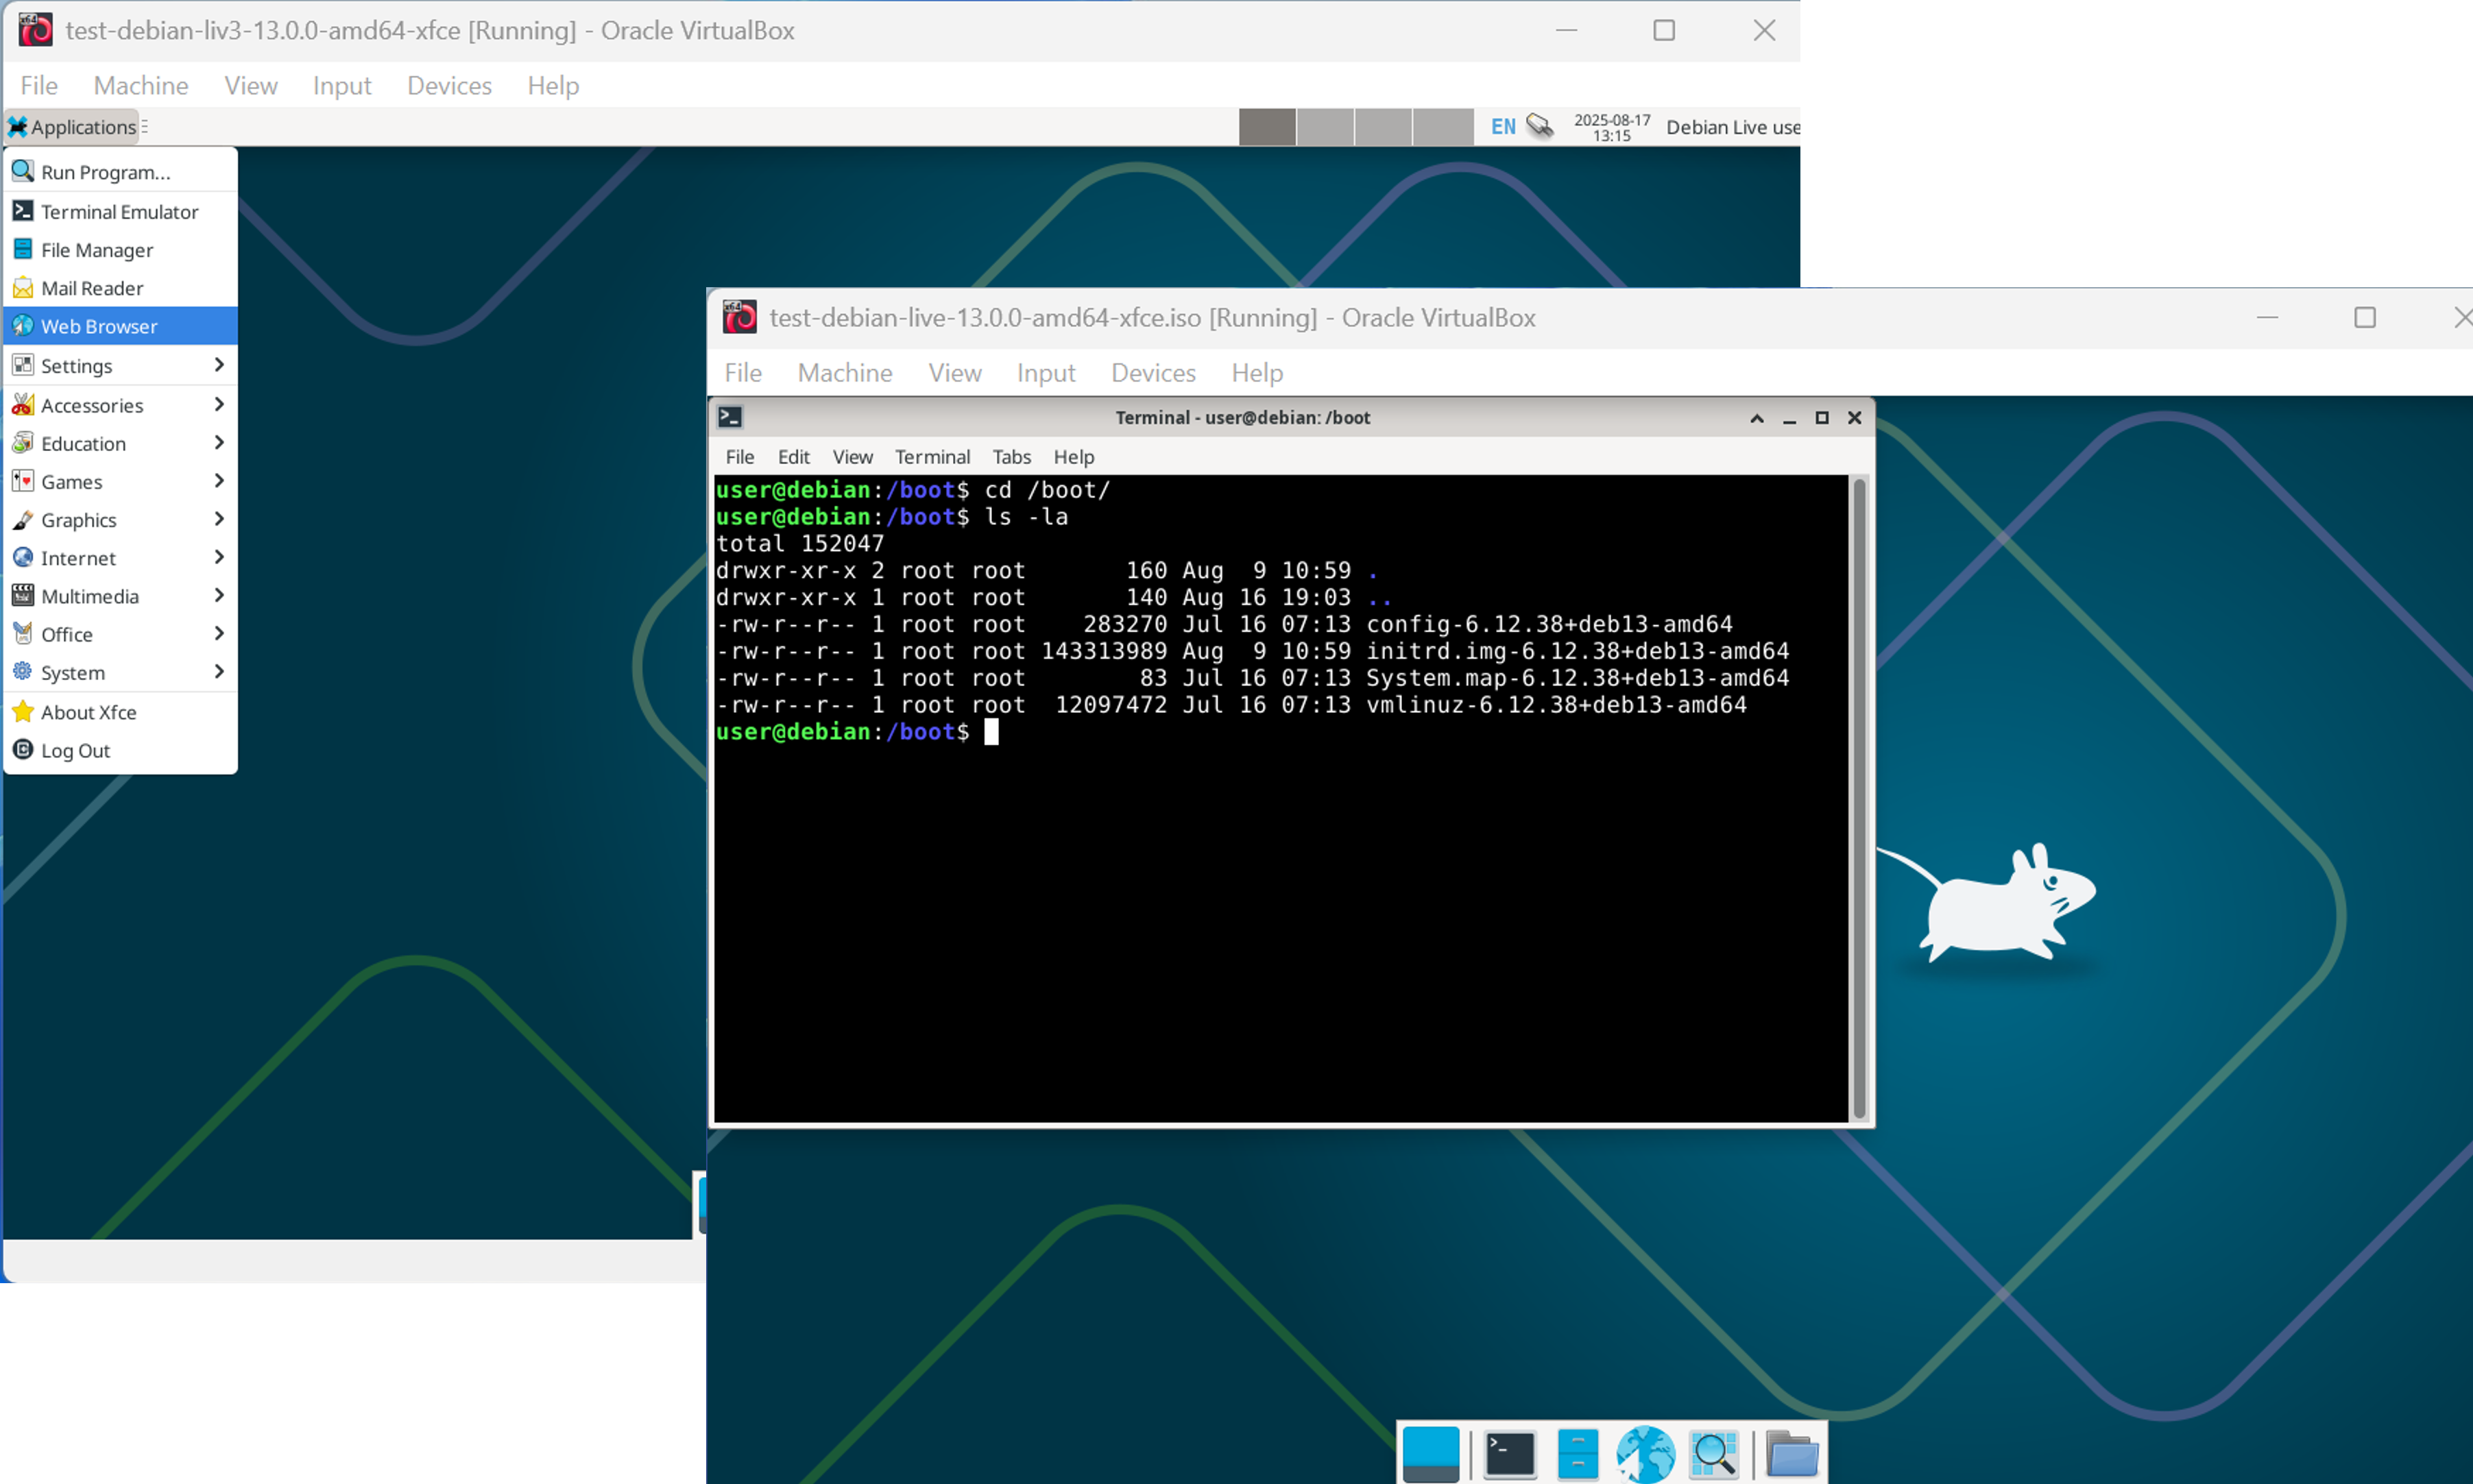 test-debian-liv3-13.0.0-amd64-xfce [Running] - Oracle VirtualBox
File Machine View Input Devices Help
Applications
EN
2025-08-17
13:15
Debian Live use
Run Program...
Terminal Emulator
File Manager
Mail Reader
Web Browser
Settings
Accessories
Education
Games
Graphics
Internet
Multimedia
Office
System
About Xfce
Log Out
test-debian-live-13.0.0-amd64-xfce.iso [Running] - Oracle VirtualBox
File Machine View Input Devices Help
Terminal - user@debian: /boot
File Edit View Terminal Tabs Help
user@debian:/boot$ cd /boot/
user@debian:/boot$ ls -la
total 152047
drwxr-xr-x 2 root root       160 Aug  9 10:59 .
drwxr-xr-x 1 root root       140 Aug 16 19:03 ..
-rw-r--r-- 1 root root    283270 Jul 16 07:13 config-6.12.38+deb13-amd64
-rw-r--r-- 1 root root 143313989 Aug  9 10:59 initrd.img-6.12.38+deb13-amd64
-rw-r--r-- 1 root root        83 Jul 16 07:13 System.map-6.12.38+deb13-amd64
-rw-r--r-- 1 root root  12097472 Jul 16 07:13 vmlinuz-6.12.38+deb13-amd64
user@debian:/boot$